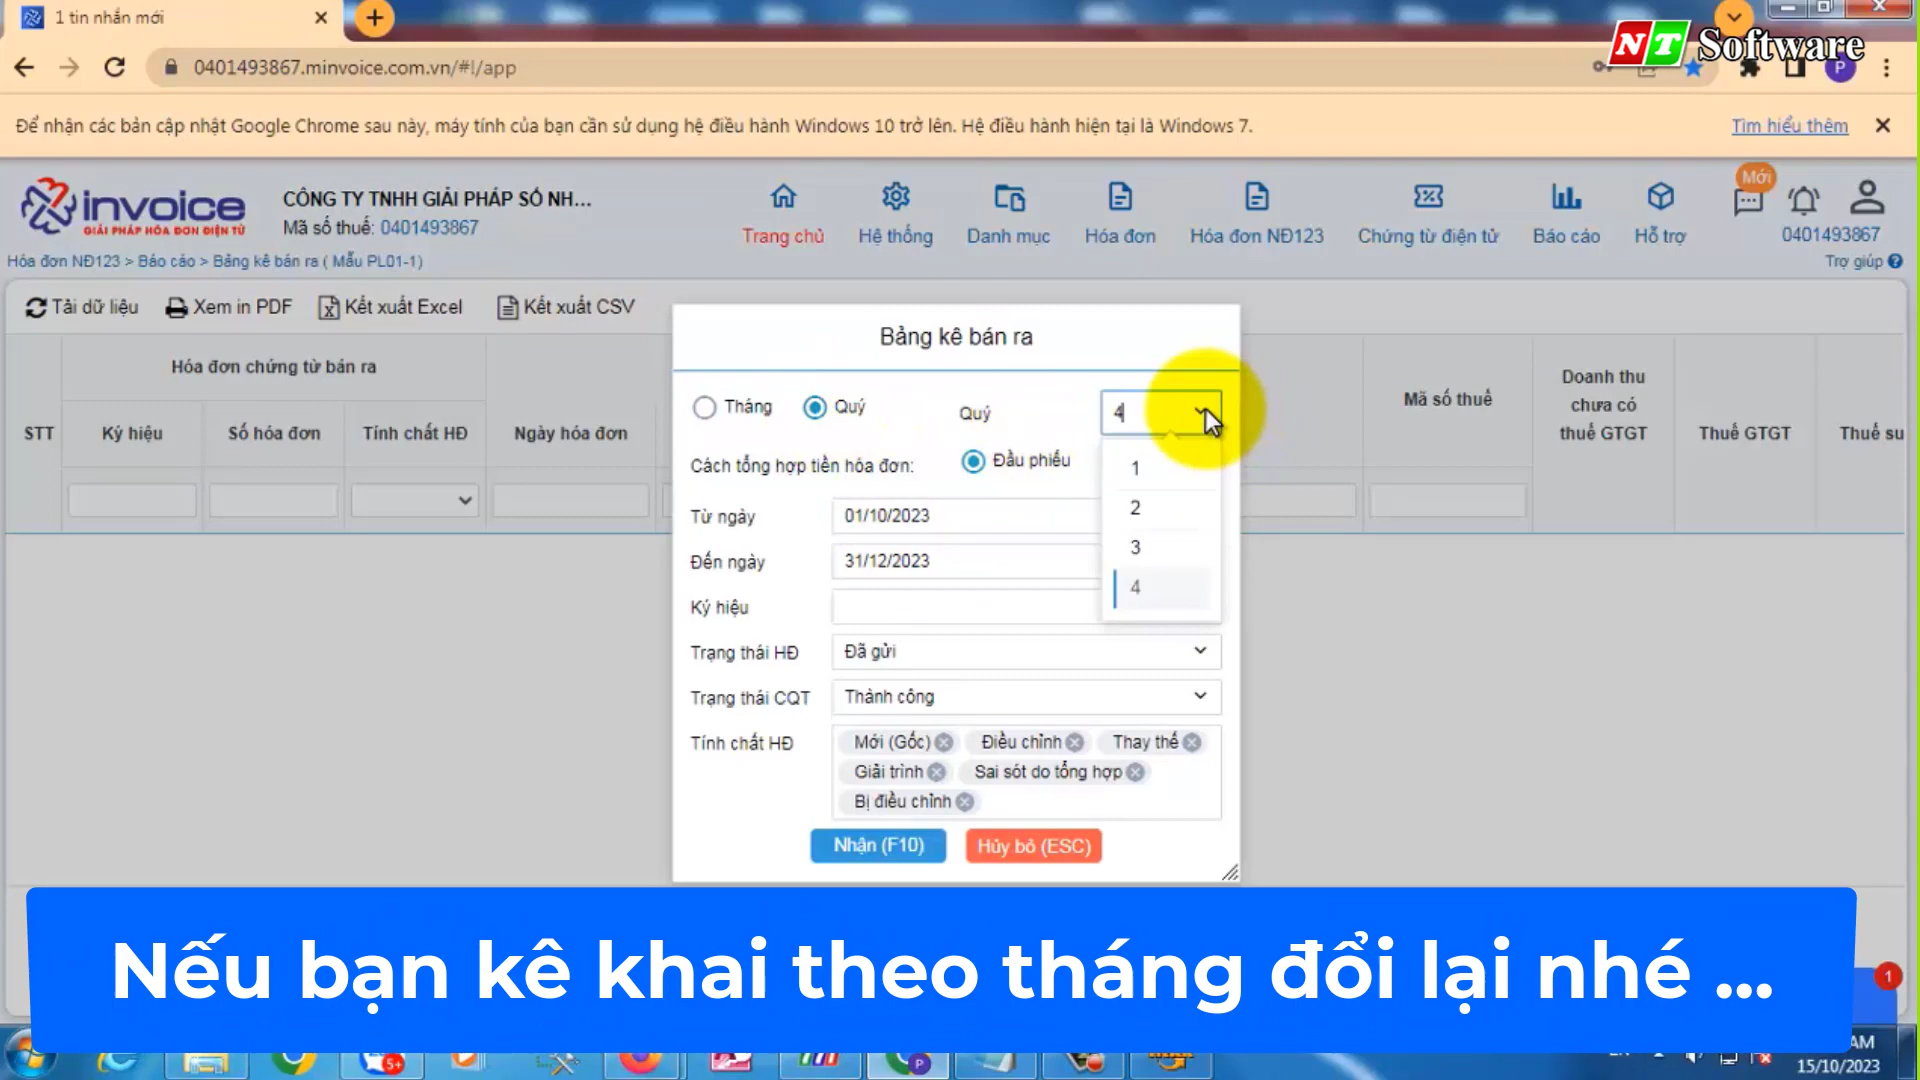 1 tin nhắn mới
NT Software
0401493867.minvoice.com.vn/#!/app
P
Để nhận các bản cập nhật Google Chrome sau này, máy tính của bạn cần sử dụng hệ điều hành Windows 10 trở lên. Hệ điều hành hiện tại là Windows 7.
Tìm hiểu thêm
invoice
GIẢI PHÁP HÓA ĐƠN ĐIỆN TỬ
CÔNG TY TNHH GIẢI PHÁP SỐ NH...
Mã số thuế: 0401493867
Trang chủ
Hệ thống
Danh mục
Hóa đơn
Hóa đơn NĐ123
Chứng từ điện tử
Báo cáo
Hỗ trợ
Mới
0401493867
Hóa đơn NĐ123 > Báo cáo > Bảng kê bán ra ( Mẫu PL01-1)
Trợ giúp
Tải dữ liệu
Xem in PDF
Kết xuất Excel
Kết xuất CSV
STT
Hóa đơn chứng từ bán ra
Ký hiệu
Số hóa đơn
Tính chất HĐ
Ngày hóa đơn
Mã số thuế
Doanh thu
chưa có
thuế GTGT
Thuế GTGT
Thuế su
Bảng kê bán ra
Tháng
Quý
Quý
4
1
2
3
4
Cách tổng hợp tiền hóa đơn:
Đầu phiếu
Từ ngày
01/10/2023
Đến ngày
31/12/2023
Ký hiệu
Trạng thái HĐ
Đã gửi
Trạng thái CQT
Thành công
Tính chất HĐ
Mới (Gốc)
Điều chỉnh
Thay thế
Giải trình
Sai sót do tổng hợp
Bị điều chỉnh
Nhận (F10)
Hủy bỏ (ESC)
Nếu bạn kê khai theo tháng đổi lại nhé ...
1
5+
P
AM
15/10/2023